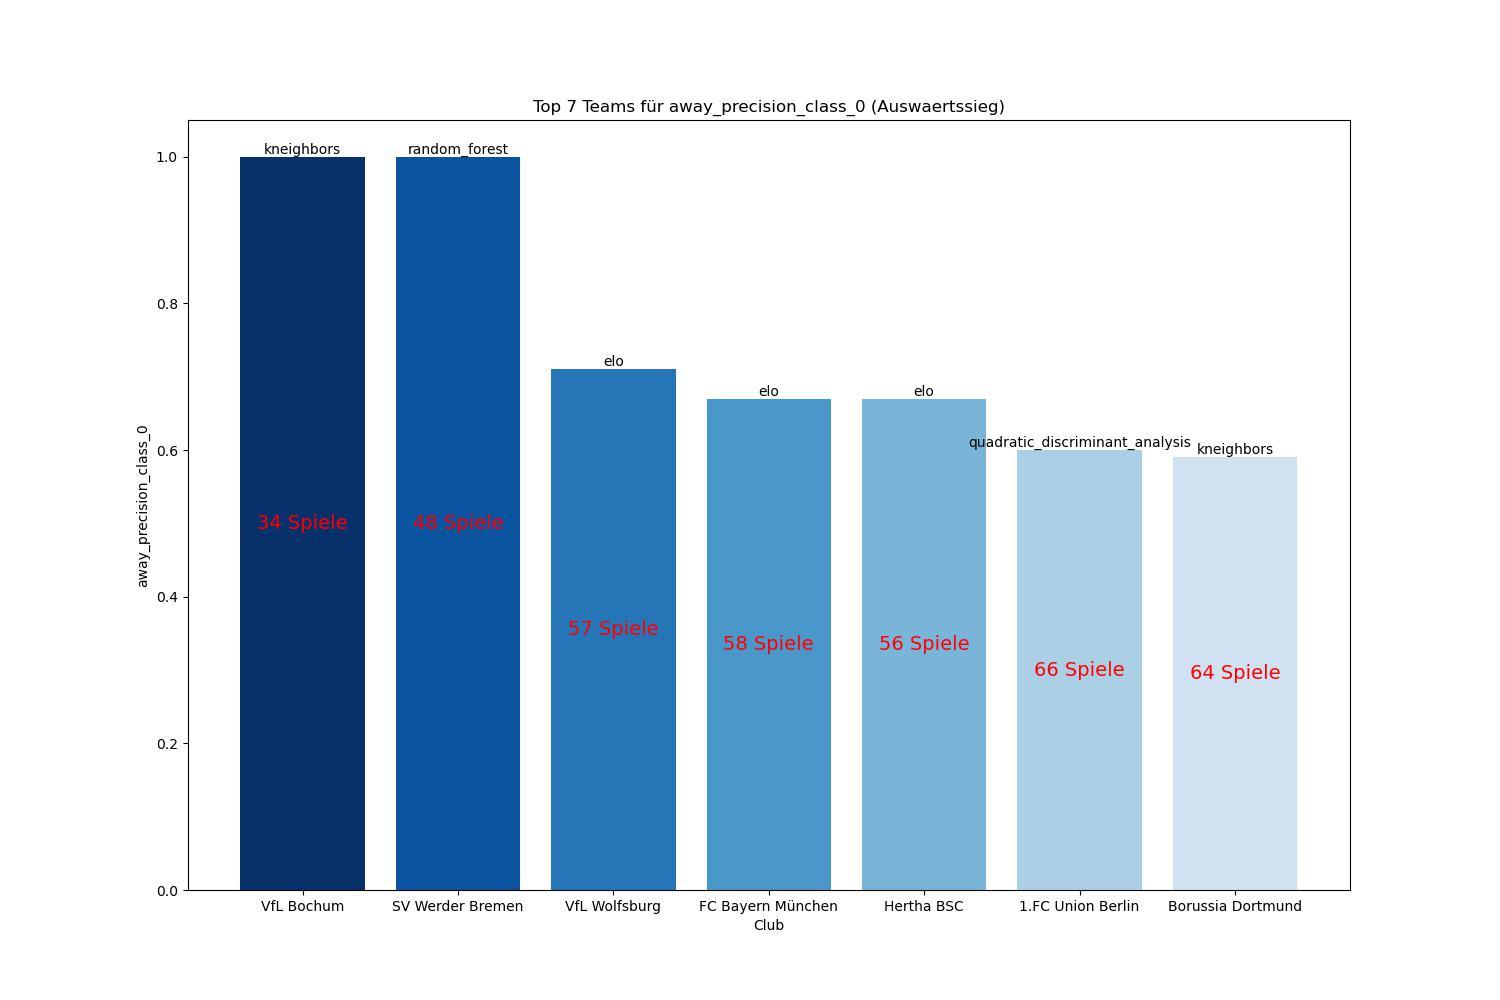 Top 7 Teams für away_precision_class_0 (Auswaertssieg)
away_precision_class_0
1.0
0.8
0.6
0.4
0.2
0.0
kneighbors
random_forest
elo
elo
elo
quadratic_discriminant_analysis
kneighbors
34 Spiele
48 Spiele
57 Spiele
58 Spiele
56 Spiele
66 Spiele
64 Spiele
VfL Bochum
SV Werder Bremen
VfL Wolfsburg
FC Bayern München
Hertha BSC
1.FC Union Berlin
Borussia Dortmund
Club